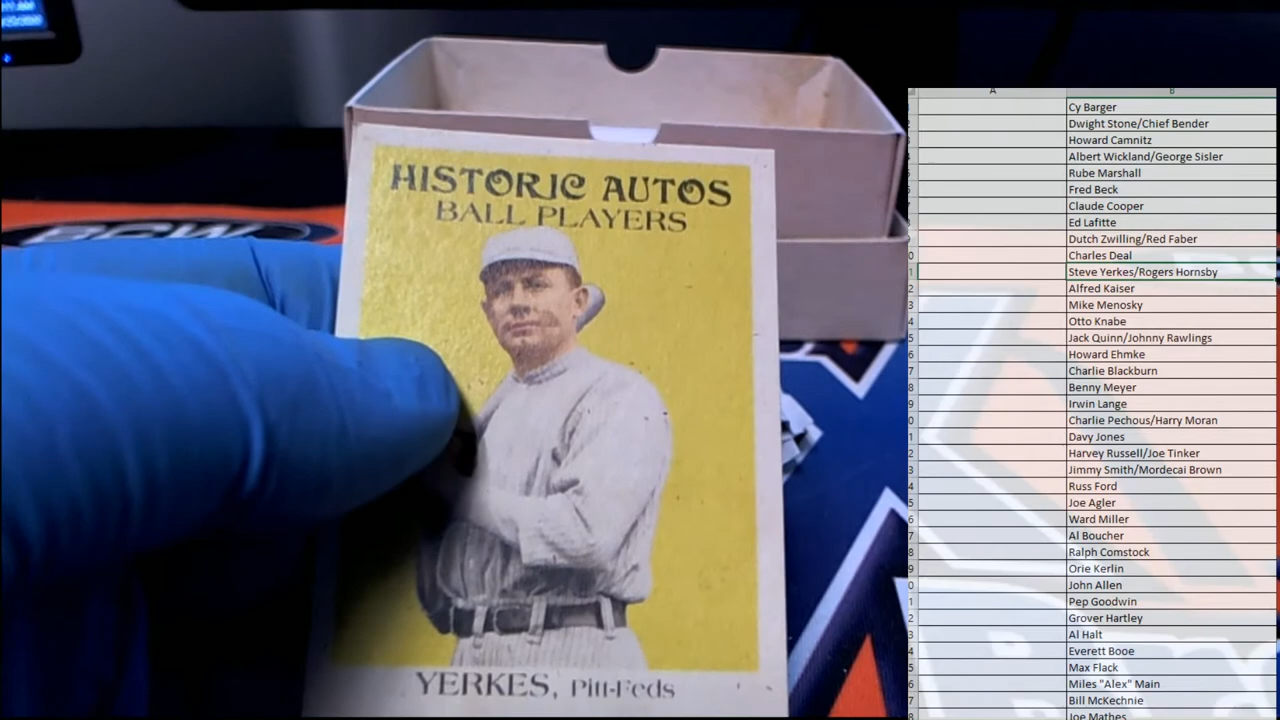 HISTORIC AUTOS
BALL PLAYERS
YERKES, Pitt-Feds
A
B
Cy Barger
Dwight Stone/Chief Bender
Howard Camnitz
Albert Wickland/George Sisler
Rube Marshall
Fred Beck
Claude Cooper
Ed Lafitte
Dutch Zwilling/Red Faber
Charles Deal
Steve Yerkes/Rogers Hornsby
Alfred Kaiser
Mike Menosky
Otto Knabe
Jack Quinn/Johnny Rawlings
Howard Ehmke
Charlie Blackburn
Benny Meyer
Irwin Lange
Charlie Pechous/Harry Moran
Davy Jones
Harvey Russell/Joe Tinker
Jimmy Smith/Mordecai Brown
Russ Ford
Joe Agler
Ward Miller
Al Boucher
Ralph Comstock
Orie Kerlin
John Allen
Pep Goodwin
Grover Hartley
Al Halt
Everett Booe
Max Flack
Miles "Alex" Main
Bill McKechnie
Joe Mathes